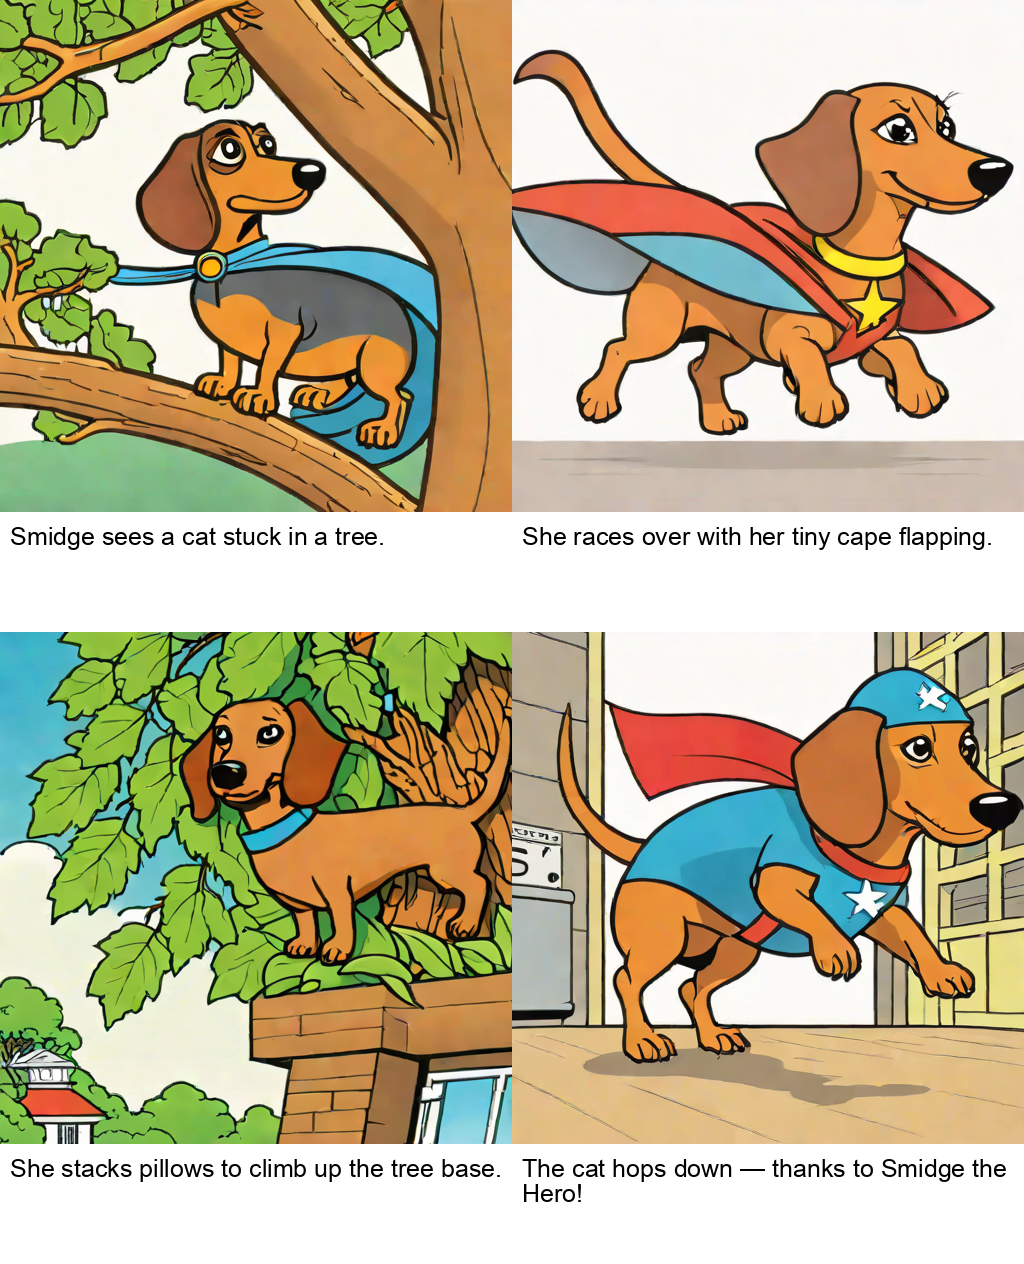 Smidge sees a cat stuck in a tree.
She races over with her tiny cape flapping.
She stacks pillows to climb up the tree base.
The cat hops down — thanks to Smidge the
Hero!